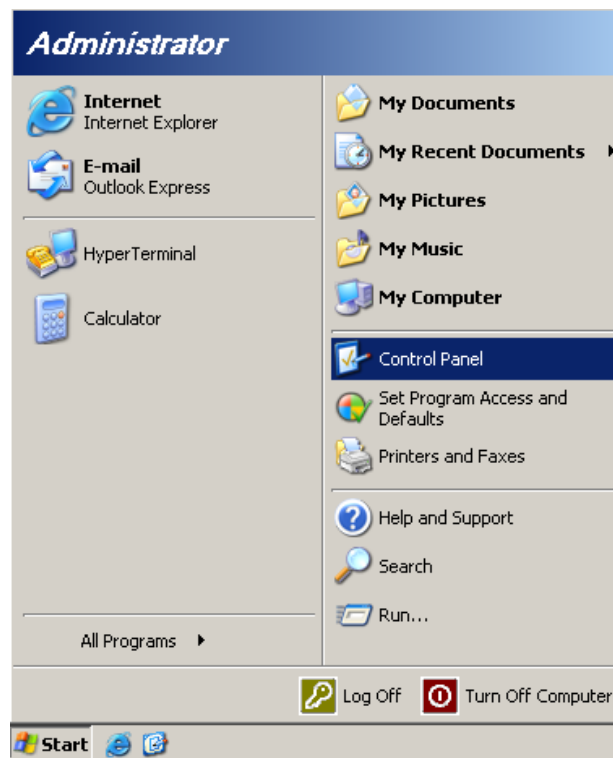 Administrator
Internet
Internet Explorer
E-mail
Outlook Express
HyperTerminal
Calculator
All Programs
My Documents
My Recent Documents
My Pictures
My Music
My Computer
Control Panel
Set Program Access and
Defaults
Printers and Faxes
Help and Support
Search
Run...
Log Off
Turn Off Computer
Start